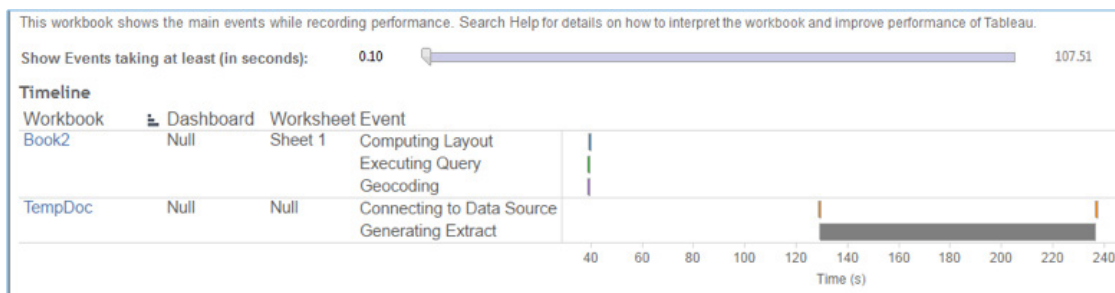 This workbook shows the main events while recording performance. Search Help for details on how to interpret the workbook and improve performance of Tableau.
Show Events taking at least (in seconds): 0.10 107.51
Timeline
Workbook Dashboard Worksheet Event
Book2 Null Sheet 1 Computing Layout
Executing Query
Geocoding
TempDoc Null Null Connecting to Data Source
Generating Extract
40 60 80 100 120 140 160 180 200 220 240
Time (s)